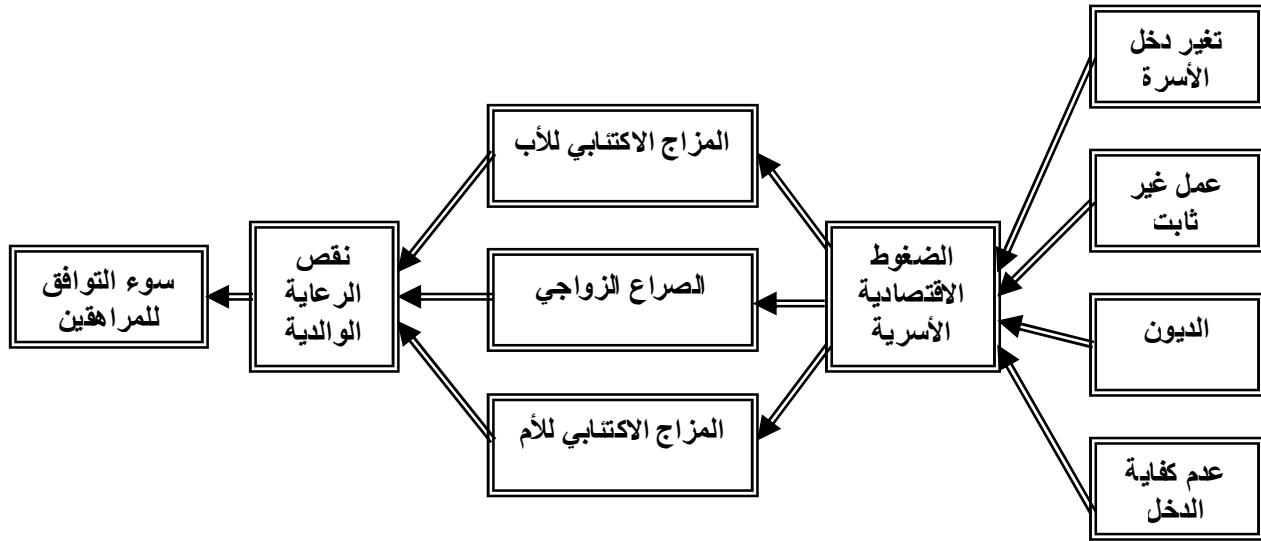 تغير دخل
الأسرة
عمل غير
ثابت
الديون
عدم كفاية
الدخل
الضغوط
الاقتصادية
الأسرية
المزاج الاكتئابي للأب
الصراع الزواجي
المزاج الاكتئابي للأم
نقص
الرعاية
الوالدية
سوء التوافق
للمراهقين